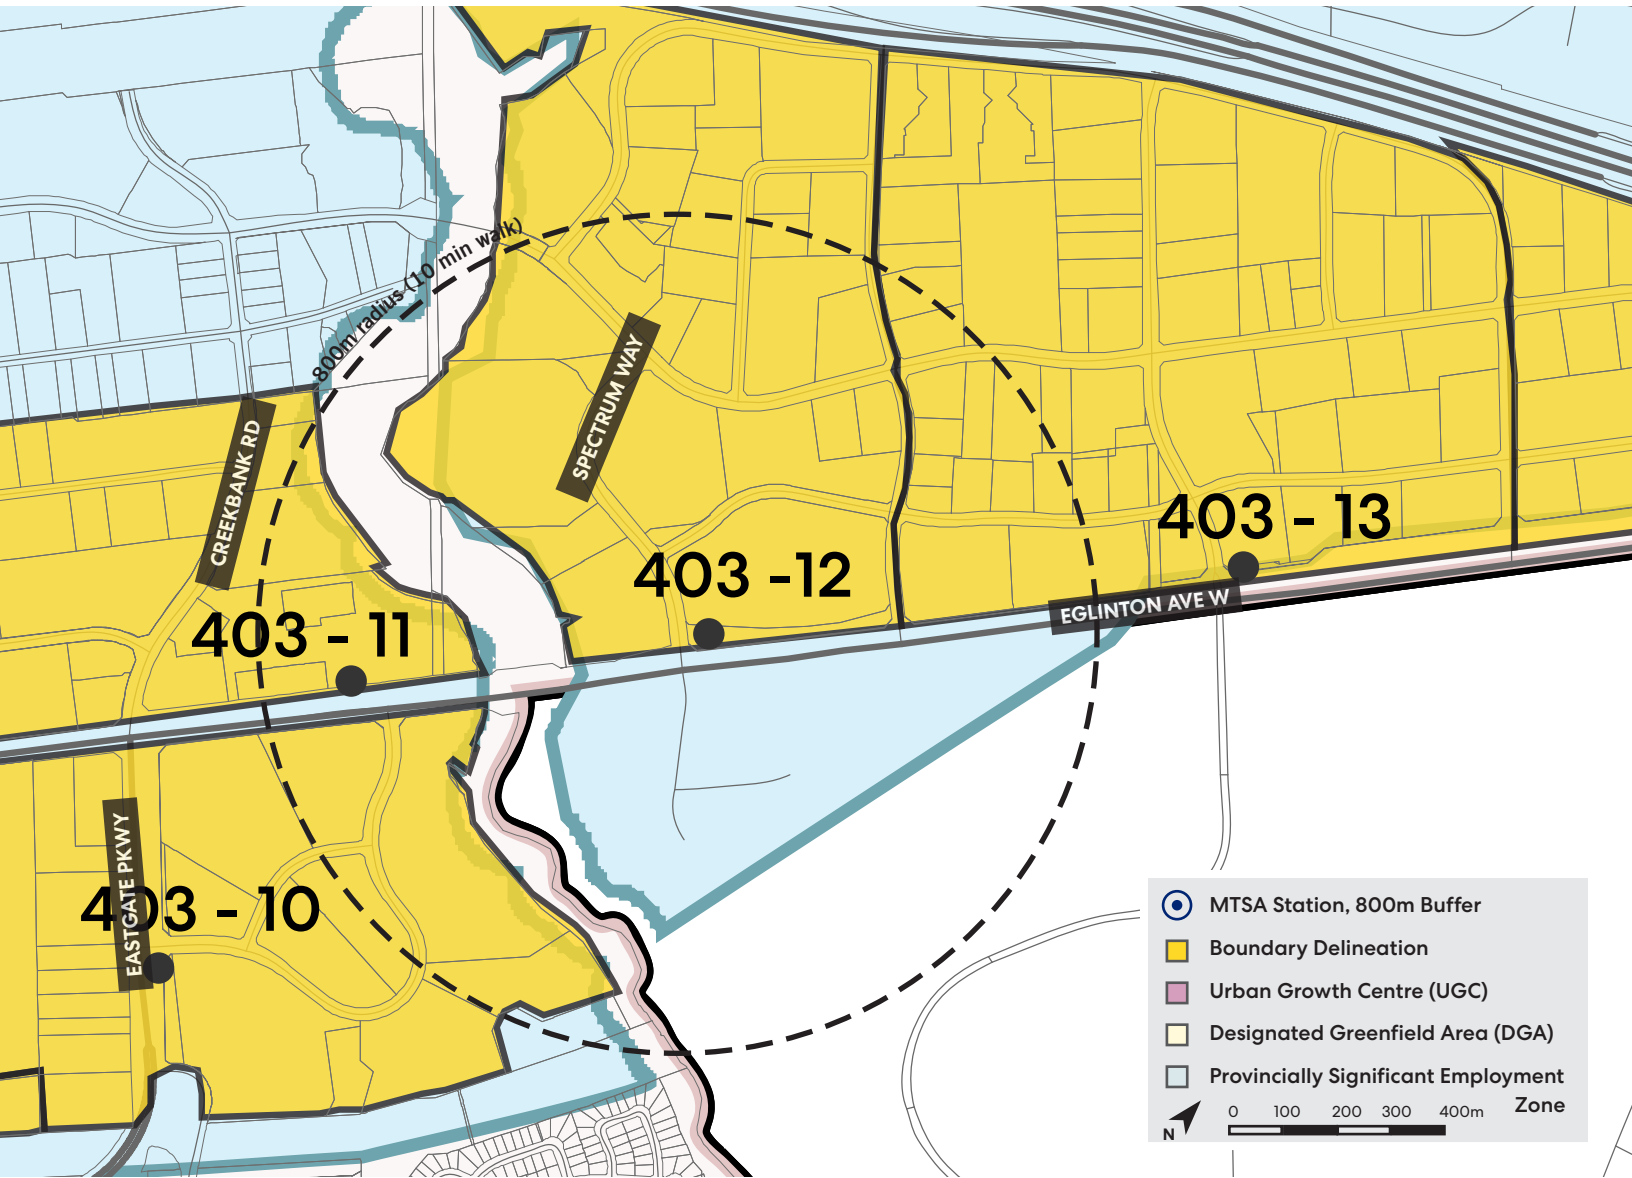 800m radius (10 min walk)
SPECTRUM WAY
CREEKBANK RD
403 - 13
403 -12
EGLINTON AVE W
403 - 11
EASTGATE PKWY
403 - 10
MTSA Station, 800m Buffer
Boundary Delineation
Urban Growth Centre (UGC)
Designated Greenfield Area (DGA)
Provincially Significant Employment
Zone
N
0 100 200 300 400m